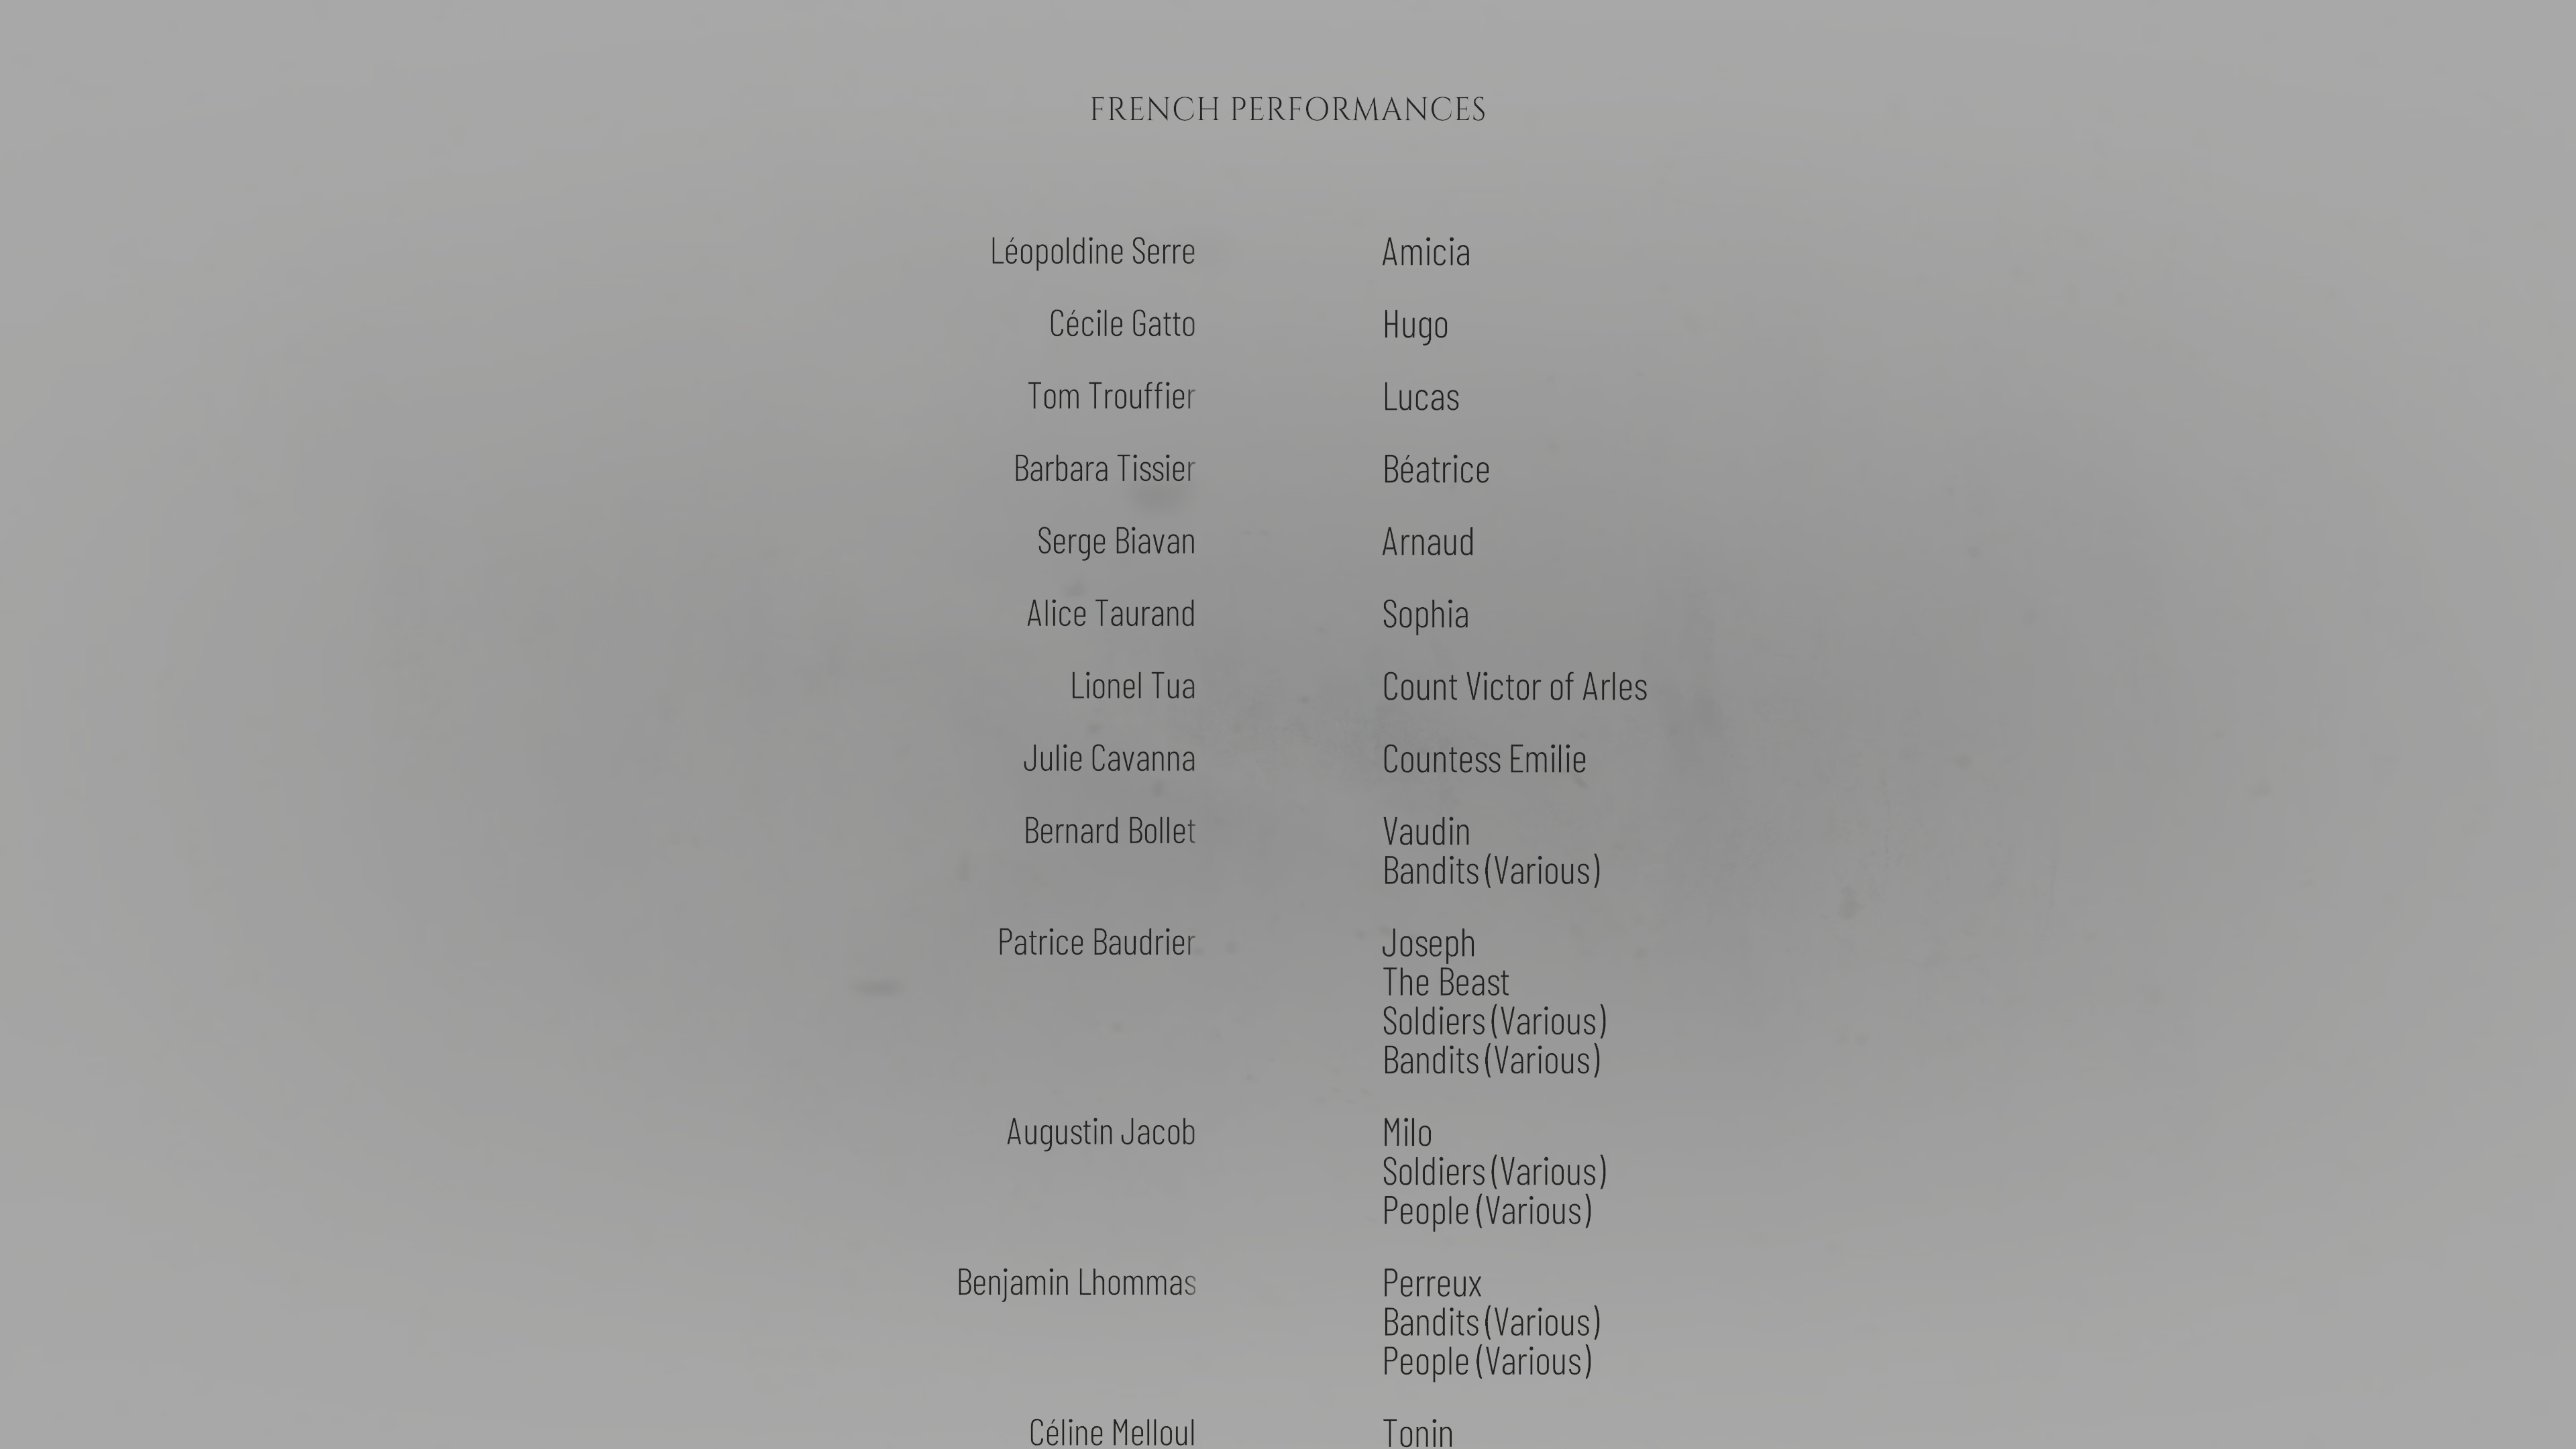 FRENCH PERFORMANCES
Léopoldine Serre Amicia
Cécile Gatto Hugo
Tom Trouffier Lucas
Barbara Tissier Béatrice
Serge Biavan Arnaud
Alice Taurand Sophia
Lionel Tua Count Victor of Arles
Julie Cavanna Countess Emilie
Bernard Bollet Vaudin
Bandits (Various)
Patrice Baudrier Joseph
The Beast
Soldiers (Various)
Bandits (Various)
Augustin Jacob Milo
Soldiers (Various)
People (Various)
Benjamin Lhommas Perreux
Bandits (Various)
People (Various)
Céline Melloul Tonin